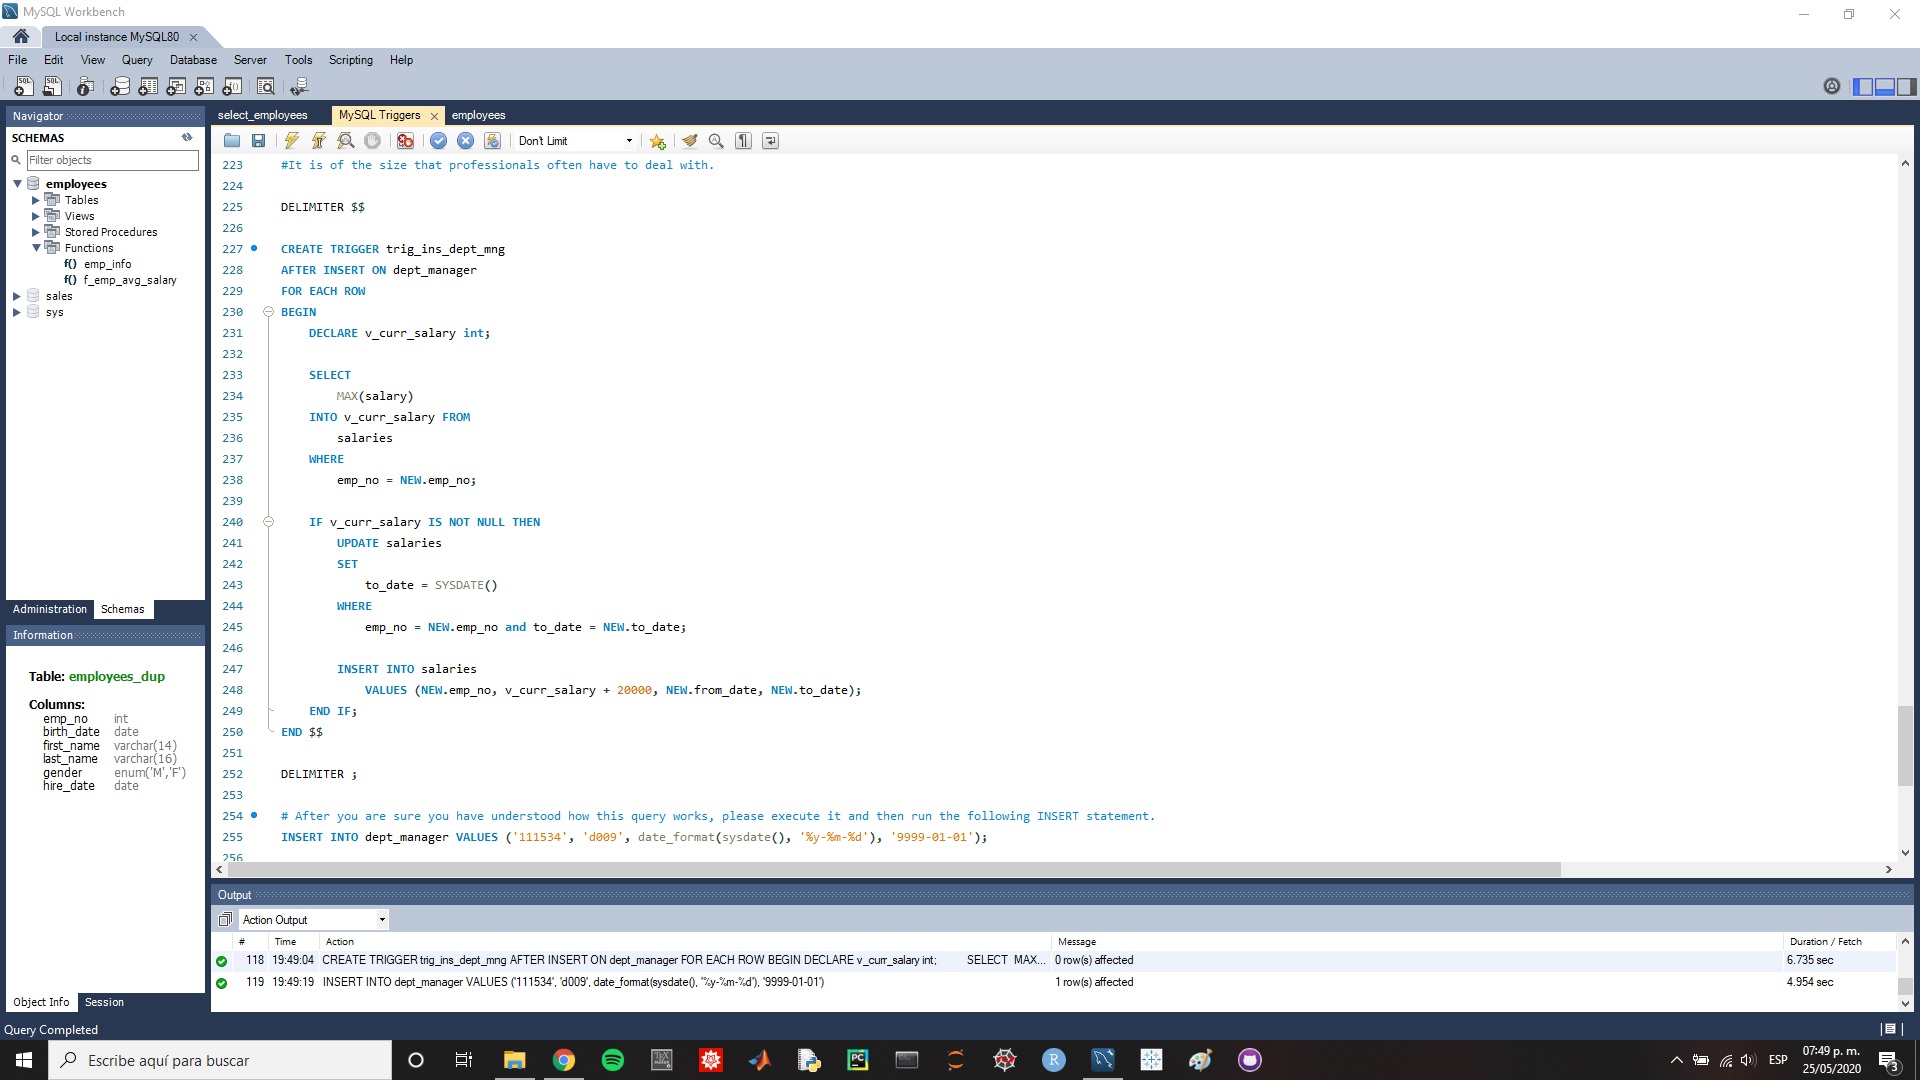 MySQL Workbench
Local instance MySQL80
File Edit View Query Database Server Tools Scripting Help
Navigator
SCHEMAS
Filter objects
employees
Tables
Views
Stored Procedures
Functions
f() emp_info
f() f_emp_avg_salary
sales
sys
Administration Schemas
Information
Table: employees_dup
Columns:
emp_no int
birth_date date
first_name varchar(14)
last_name varchar(16)
gender enum('M','F')
hire_date date
Object Info Session
select_employees MySQL Triggers employees
Don't Limit
223 #It is of the size that professionals often have to deal with.
224
225 DELIMITER $$
226
227 CREATE TRIGGER trig_ins_dept_mng
228 AFTER INSERT ON dept_manager
229 FOR EACH ROW
230 BEGIN
231 DECLARE v_curr_salary int;
232
233 SELECT
234 MAX(salary)
235 INTO v_curr_salary FROM
236 salaries
237 WHERE
238 emp_no = NEW.emp_no;
239
240 IF v_curr_salary IS NOT NULL THEN
241 UPDATE salaries
242 SET
243 to_date = SYSDATE()
244 WHERE
245 emp_no = NEW.emp_no and to_date = NEW.to_date;
246
247 INSERT INTO salaries
248 VALUES (NEW.emp_no, v_curr_salary + 20000, NEW.from_date, NEW.to_date);
249 END IF;
250 END $$
251
252 DELIMITER ;
253
254 # After you are sure you have understood how this query works, please execute it and then run the following INSERT statement.
255 INSERT INTO dept_manager VALUES ('111534', 'd009', date_format(sysdate(), '%y-%m-%d'), '9999-01-01');
256
Output
Action Output
# Time Action Message Duration / Fetch
118 19:49:04 CREATE TRIGGER trig_ins_dept_mng AFTER INSERT ON dept_manager FOR EACH ROW BEGIN DECLARE v_curr_salary int; SELECT MAX... 0 row(s) affected 6.735 sec
119 19:49:19 INSERT INTO dept_manager VALUES ('111534', 'd009', date_format(sysdate(), '%y-%m-%d'), '9999-01-01') 1 row(s) affected 4.954 sec
Query Completed
Escribe aquí para buscar
ESP
07:49 p. m.
25/05/2020
3